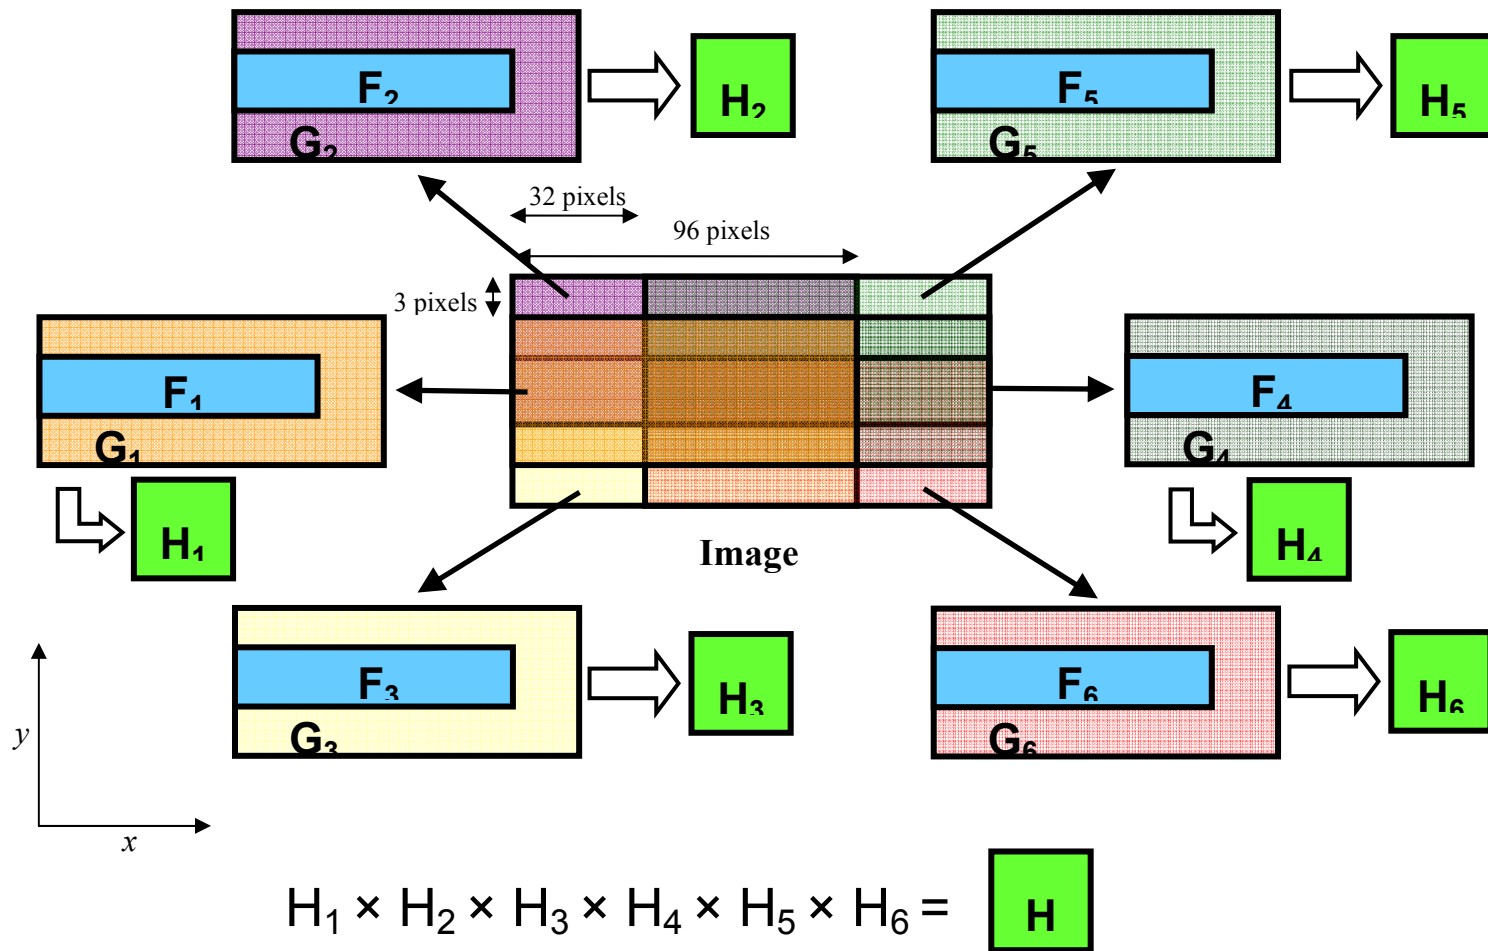 F₂
H₂
G₂
F₅
H₅
G₅
32 pixels
96 pixels
3 pixels
F₁
G₁
H₁
F₄
G₄
H₄
Image
F₃
H₃
G₃
F₆
H₆
G₆
y
x
H₁ × H₂ × H₃ × H₄ × H₅ × H₆ = H